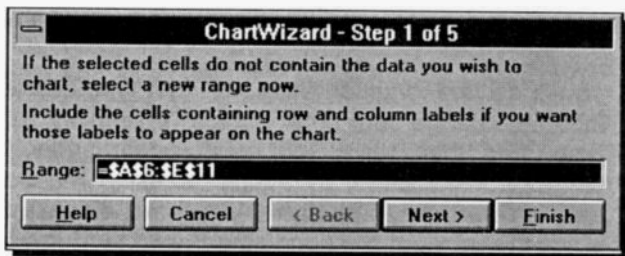 ChartWizard - Step 1 of 5
If the selected cells do not contain the data you wish to
chart, select a new range now.
Include the cells containing row and column labels if you want
those labels to appear on the chart.
Range: =$A$6:$E$11
Help Cancel < Back Next > Finish